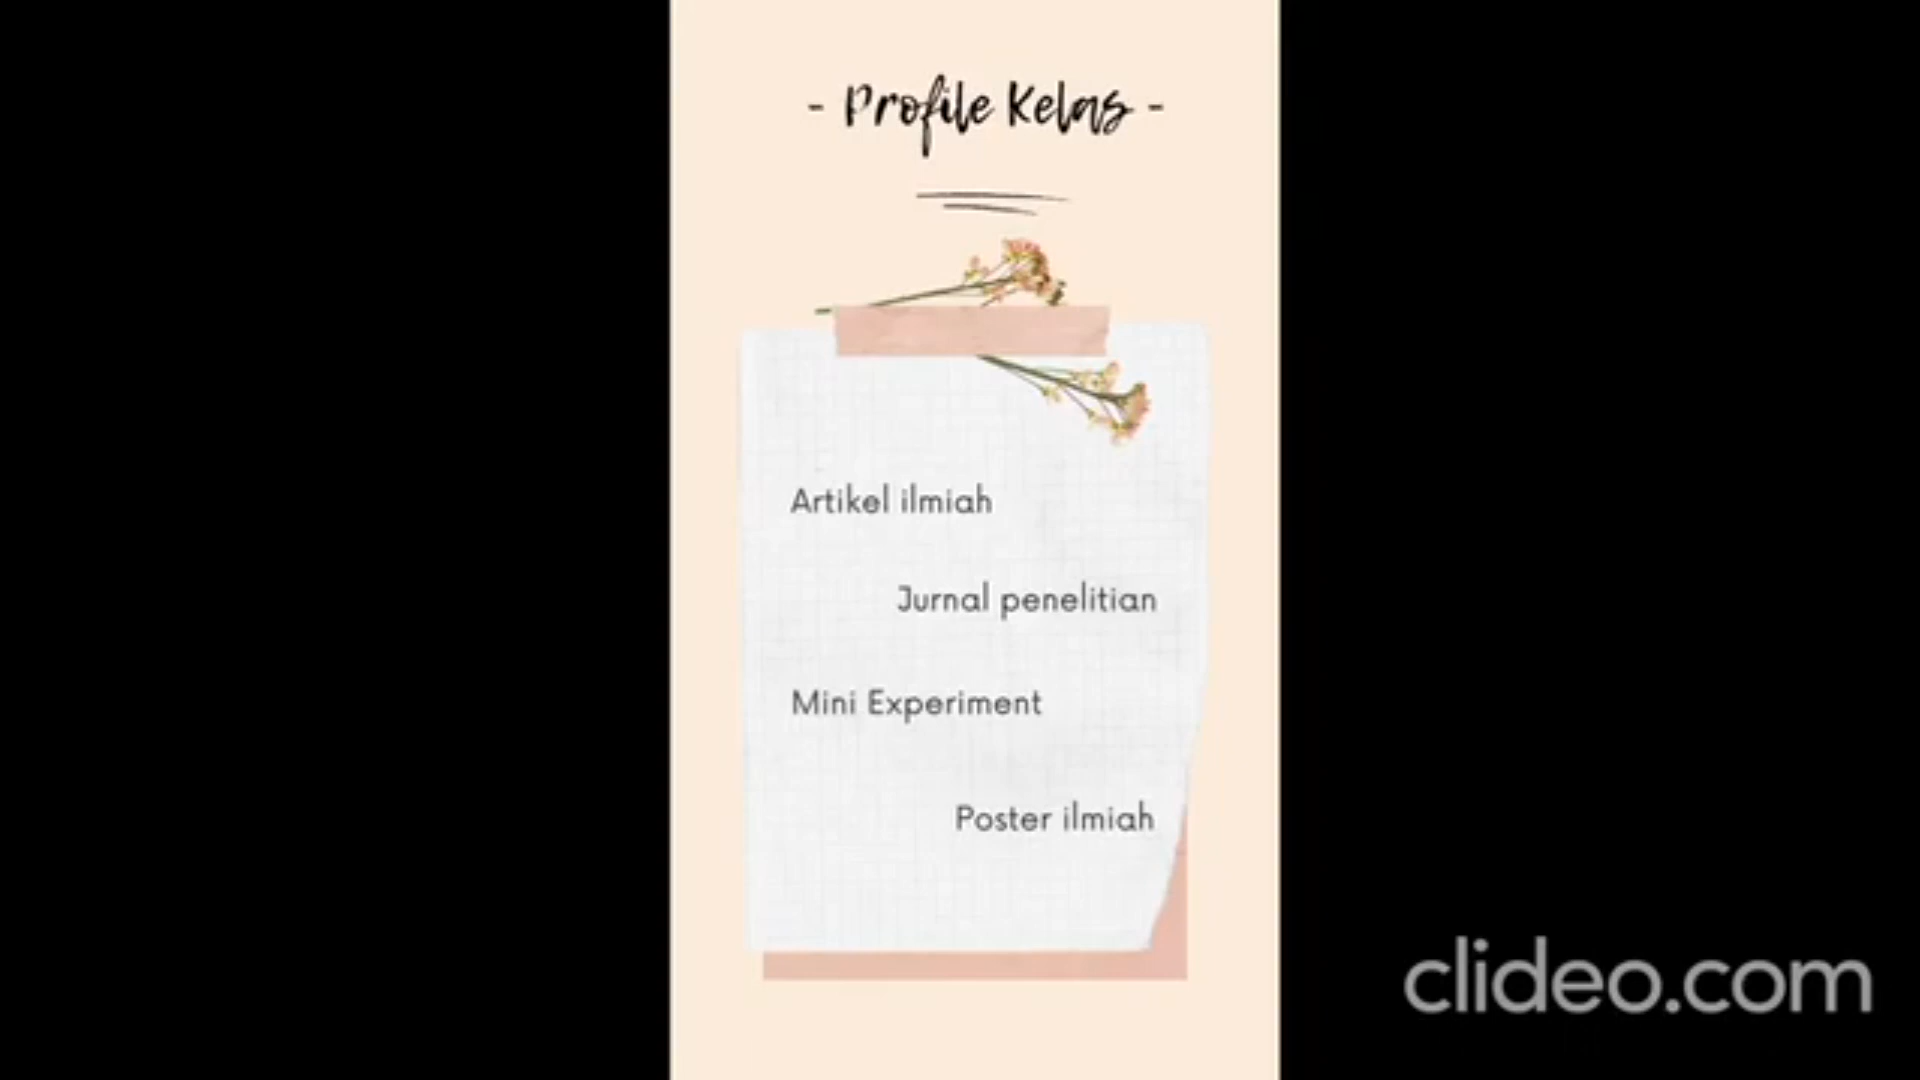 - Profile Kelas -
Artikel ilmiah
Jurnal penelitian
Mini Experiment
Poster ilmiah
clideo.com